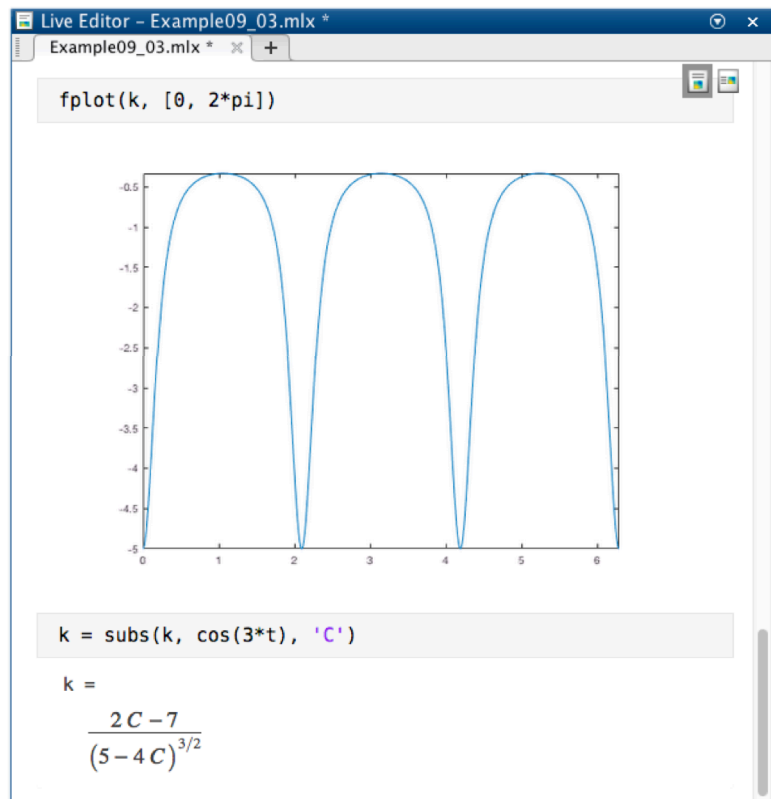 Live Editor – Example09_03.mlx *
Example09_03.mlx * × +
fplot(k, [0, 2*pi])
-0.5
-1
-1.5
-2
-2.5
-3
-3.5
-4
-4.5
-5
0 1 2 3 4 5 6
k = subs(k, cos(3*t), 'C')
k =
2 C – 7
(5 – 4 C)^3/2